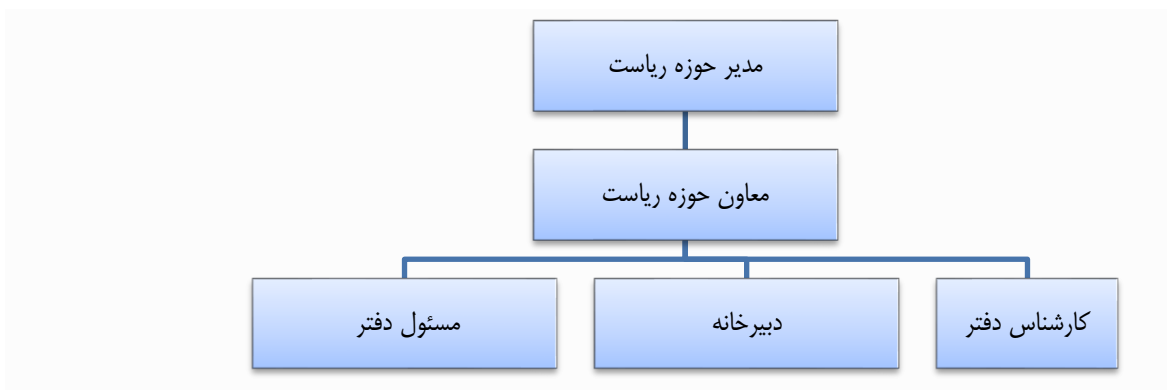 مدیر حوزه ریاست
معاون حوزه ریاست
کارشناس دفتر
دبیرخانه
مسئول دفتر